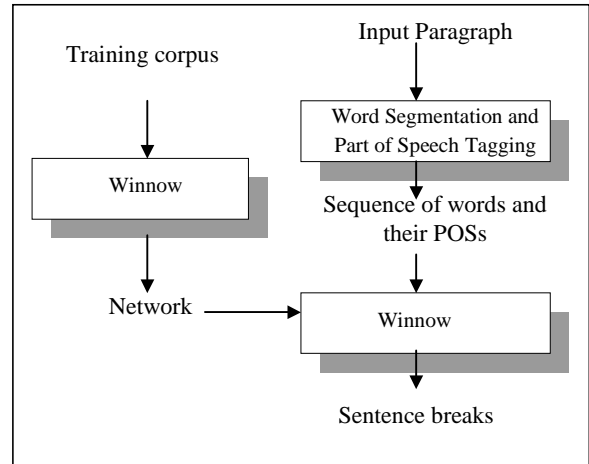 Training corpus
Winnow
Network
Input Paragraph
Word Segmentation and
Part of Speech Tagging
Sequence of words and
their POSs
Winnow
Sentence breaks